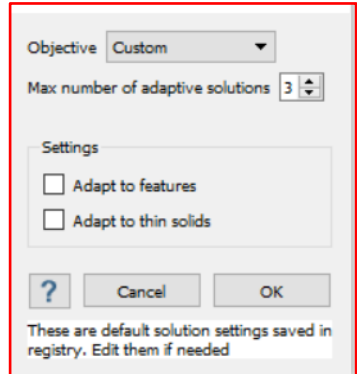 Objective Custom
Max number of adaptive solutions 3
Settings
Adapt to features
Adapt to thin solids
? Cancel OK
These are default solution settings saved in
registry. Edit them if needed